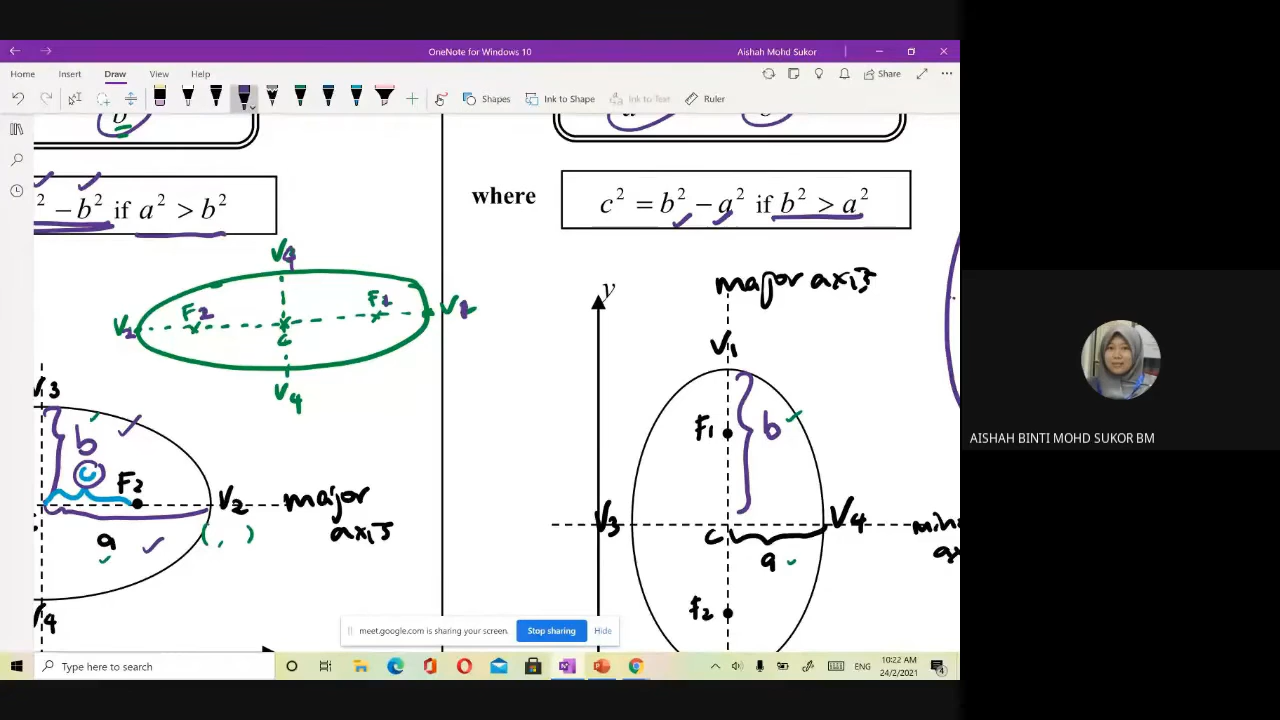 OneNote for Windows 10
Aishah Mohd Sukor
Home Insert Draw View Help
Share
Shapes
Ink to Shape
Ink to Text
Ruler
b
a
b
2 − b2 if a2 > b2
where
c2 = b2 − a2 if b2 > a2
V4
F2
F1
V2
C
V4
V3
b
c
F2
V2
major
axis
a
( , )
V4
y
major axis
V1
F1
b
V3
C
V4
a
F2
AISHAH BINTI MOHD SUKOR BM
meet.google.com is sharing your screen.
Stop sharing
Hide
Type here to search
ENG
10:22 AM
24/2/2021
4